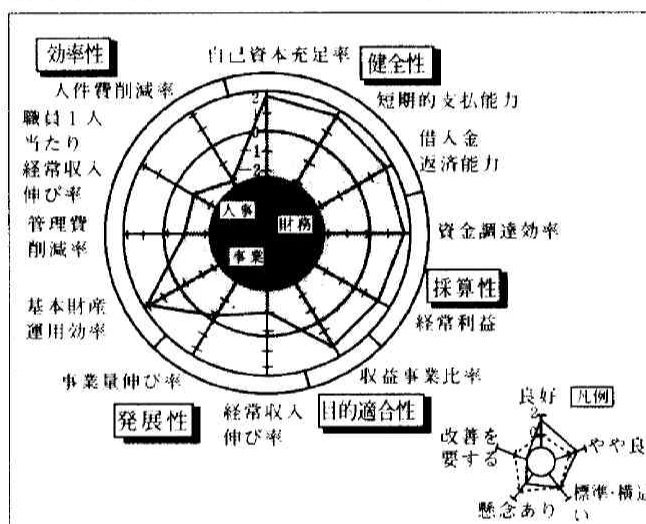 効率性
自己資本充足率
健全性
人件費削減率
短期的支払能力
職員1人
当たり
経常収入
伸び率
借入金
返済能力
2
0
-1
-2
人事
財務
事業
管理費
削減率
資金調達効率
基本財産
運用効率
採算性
経常利益
事業量伸び率
収益事業比率
発展性
経常収入
伸び率
目的適合性
良好
凡例
2
0
改善を
要する
やや良
標準・横ばい
懸念あり